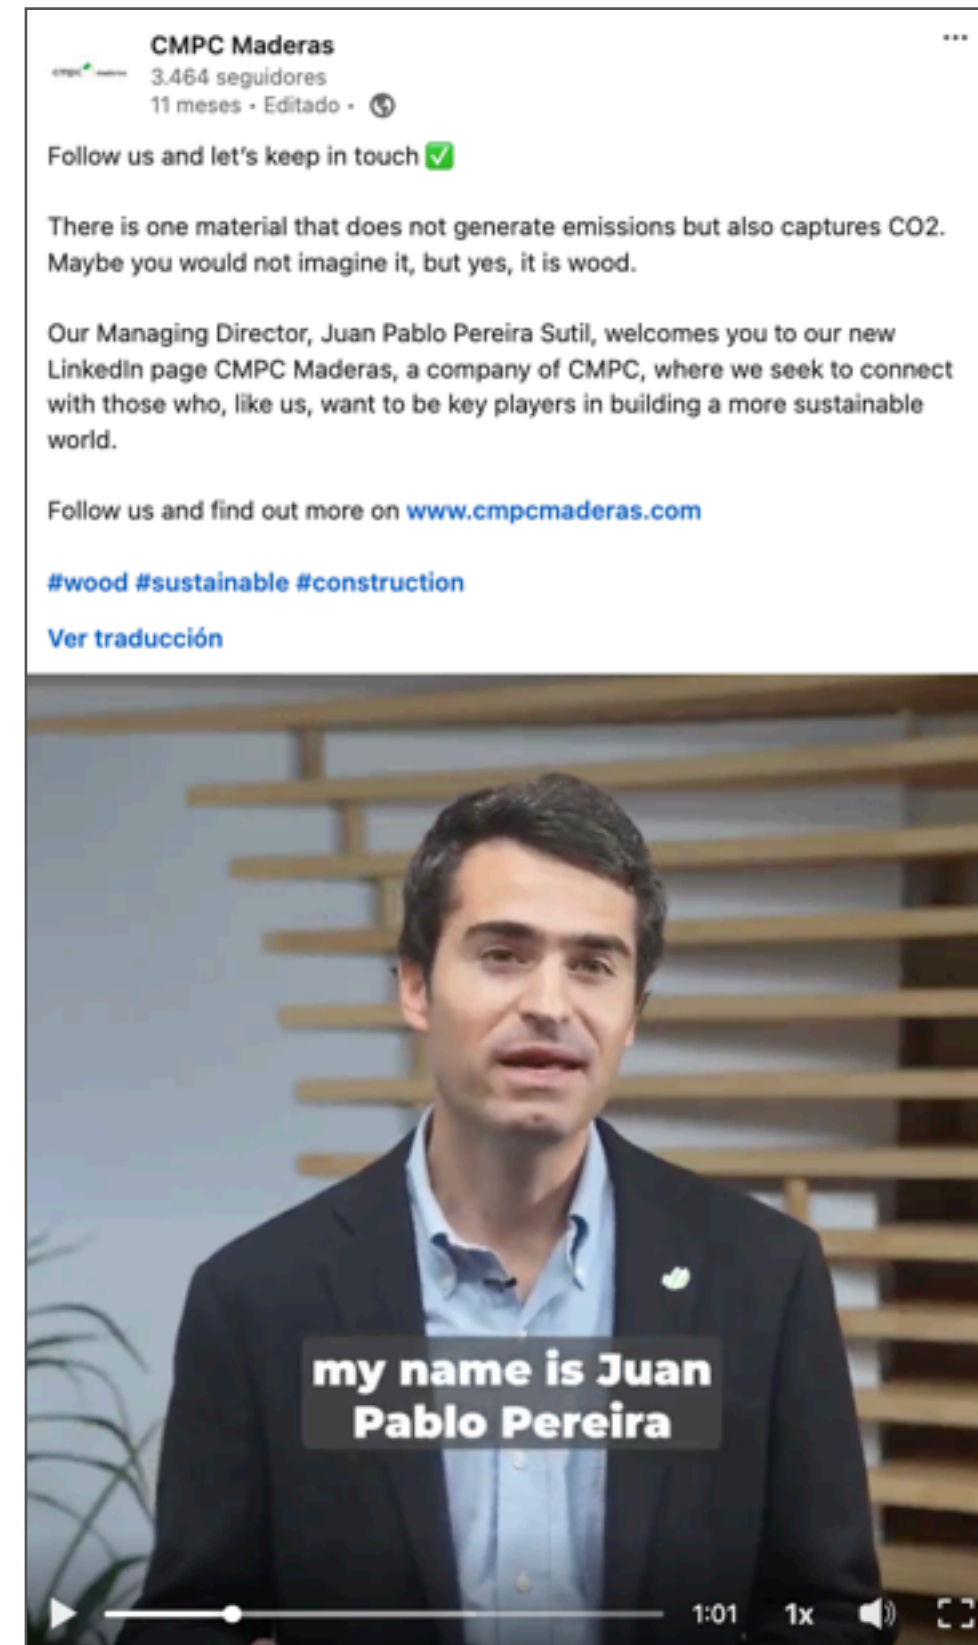 CMPC Maderas
3.464 seguidores
11 meses • Editado •
cmpc maderas
Follow us and let's keep in touch ✅
There is one material that does not generate emissions but also captures CO2.
Maybe you would not imagine it, but yes, it is wood.
Our Managing Director, Juan Pablo Pereira Sutil, welcomes you to our new
LinkedIn page CMPC Maderas, a company of CMPC, where we seek to connect
with those who, like us, want to be key players in building a more sustainable
world.
Follow us and find out more on www.cmpcmaderas.com
#wood #sustainable #construction
Ver traducción
my name is Juan
Pablo Pereira
1:01 1x